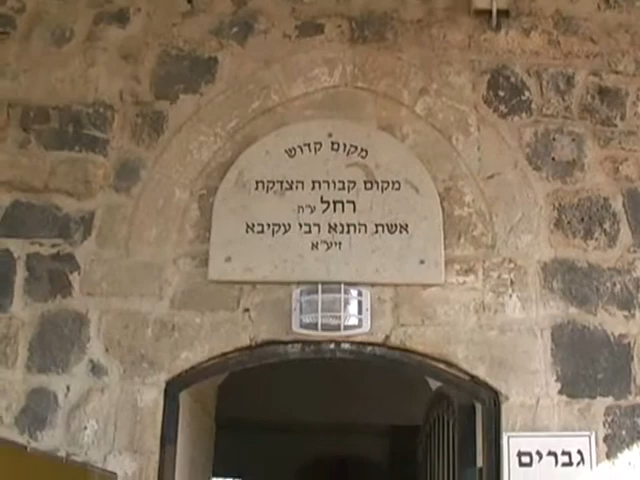 מקום קדוש
מקום קבורת הצדקת
רחל ע״ה
אשת התנא רבי עקיבא
זיע״א
גברים